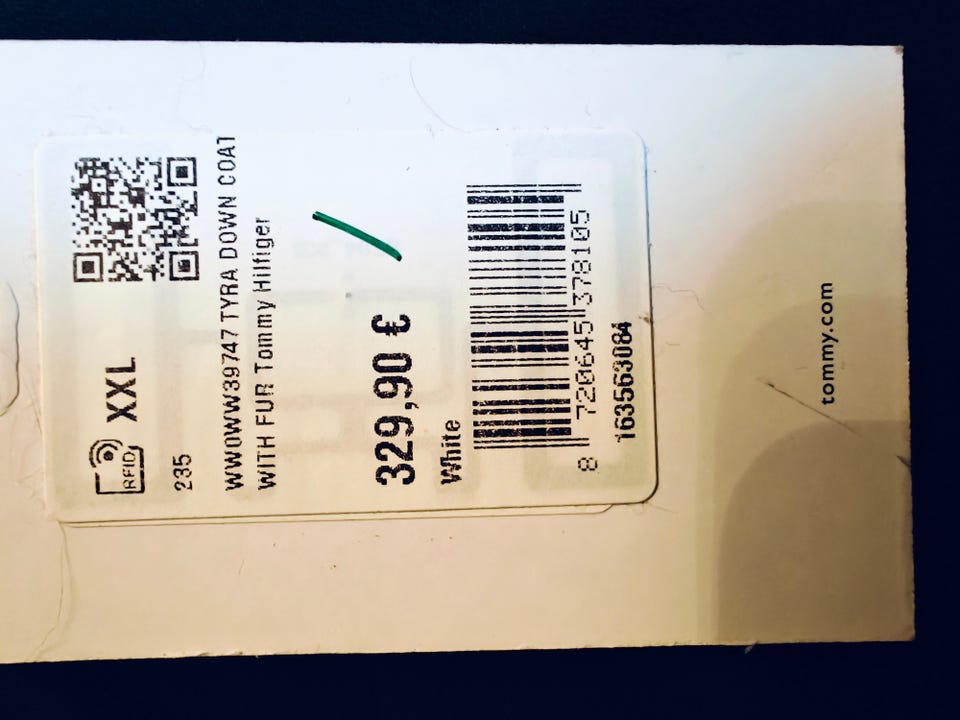 RFID XXL
235
WW0WW39747 TYRA DOWN COAT
WITH FUR Tommy Hilfiger
329,90 €
White
8 720645 378105
163563084
tommy.com